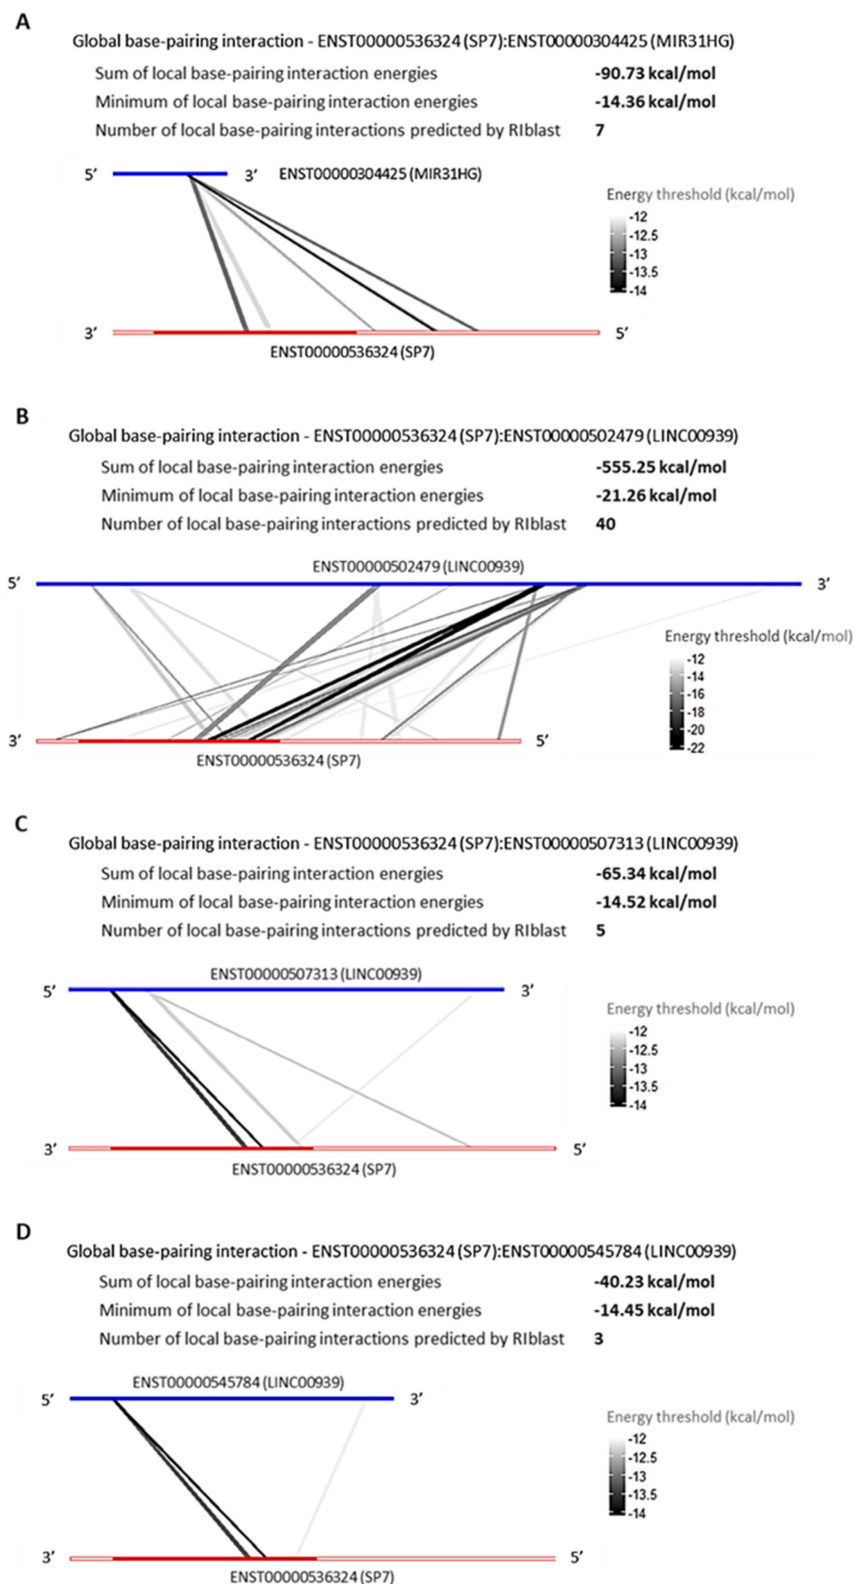 A
Global base-pairing interaction - ENST00000536324 (SP7):ENST00000304425 (MIR31HG)
Sum of local base-pairing interaction energies -90.73 kcal/mol
Minimum of local base-pairing interaction energies -14.36 kcal/mol
Number of local base-pairing interactions predicted by RIblast 7
5’ 3’ ENST00000304425 (MIR31HG)
Energy threshold (kcal/mol)
-12
-12.5
-13
-13.5
-14
3’ 5’
ENST00000536324 (SP7)
B
Global base-pairing interaction - ENST00000536324 (SP7):ENST00000502479 (LINC00939)
Sum of local base-pairing interaction energies -555.25 kcal/mol
Minimum of local base-pairing interaction energies -21.26 kcal/mol
Number of local base-pairing interactions predicted by RIblast 40
ENST00000502479 (LINC00939)
5’ 3’
Energy threshold (kcal/mol)
-12
-14
-16
-18
-20
-22
3’ 5’
ENST00000536324 (SP7)
C
Global base-pairing interaction - ENST00000536324 (SP7):ENST00000507313 (LINC00939)
Sum of local base-pairing interaction energies -65.34 kcal/mol
Minimum of local base-pairing interaction energies -14.52 kcal/mol
Number of local base-pairing interactions predicted by RIblast 5
ENST00000507313 (LINC00939)
5’ 3’
Energy threshold (kcal/mol)
-12
-12.5
-13
-13.5
-14
3’ 5’
ENST00000536324 (SP7)
D
Global base-pairing interaction - ENST00000536324 (SP7):ENST00000545784 (LINC00939)
Sum of local base-pairing interaction energies -40.23 kcal/mol
Minimum of local base-pairing interaction energies -14.45 kcal/mol
Number of local base-pairing interactions predicted by RIblast 3
ENST00000545784 (LINC00939)
5’ 3’
Energy threshold (kcal/mol)
-12
-12.5
-13
-13.5
-14
3’ 5’
ENST00000536324 (SP7)